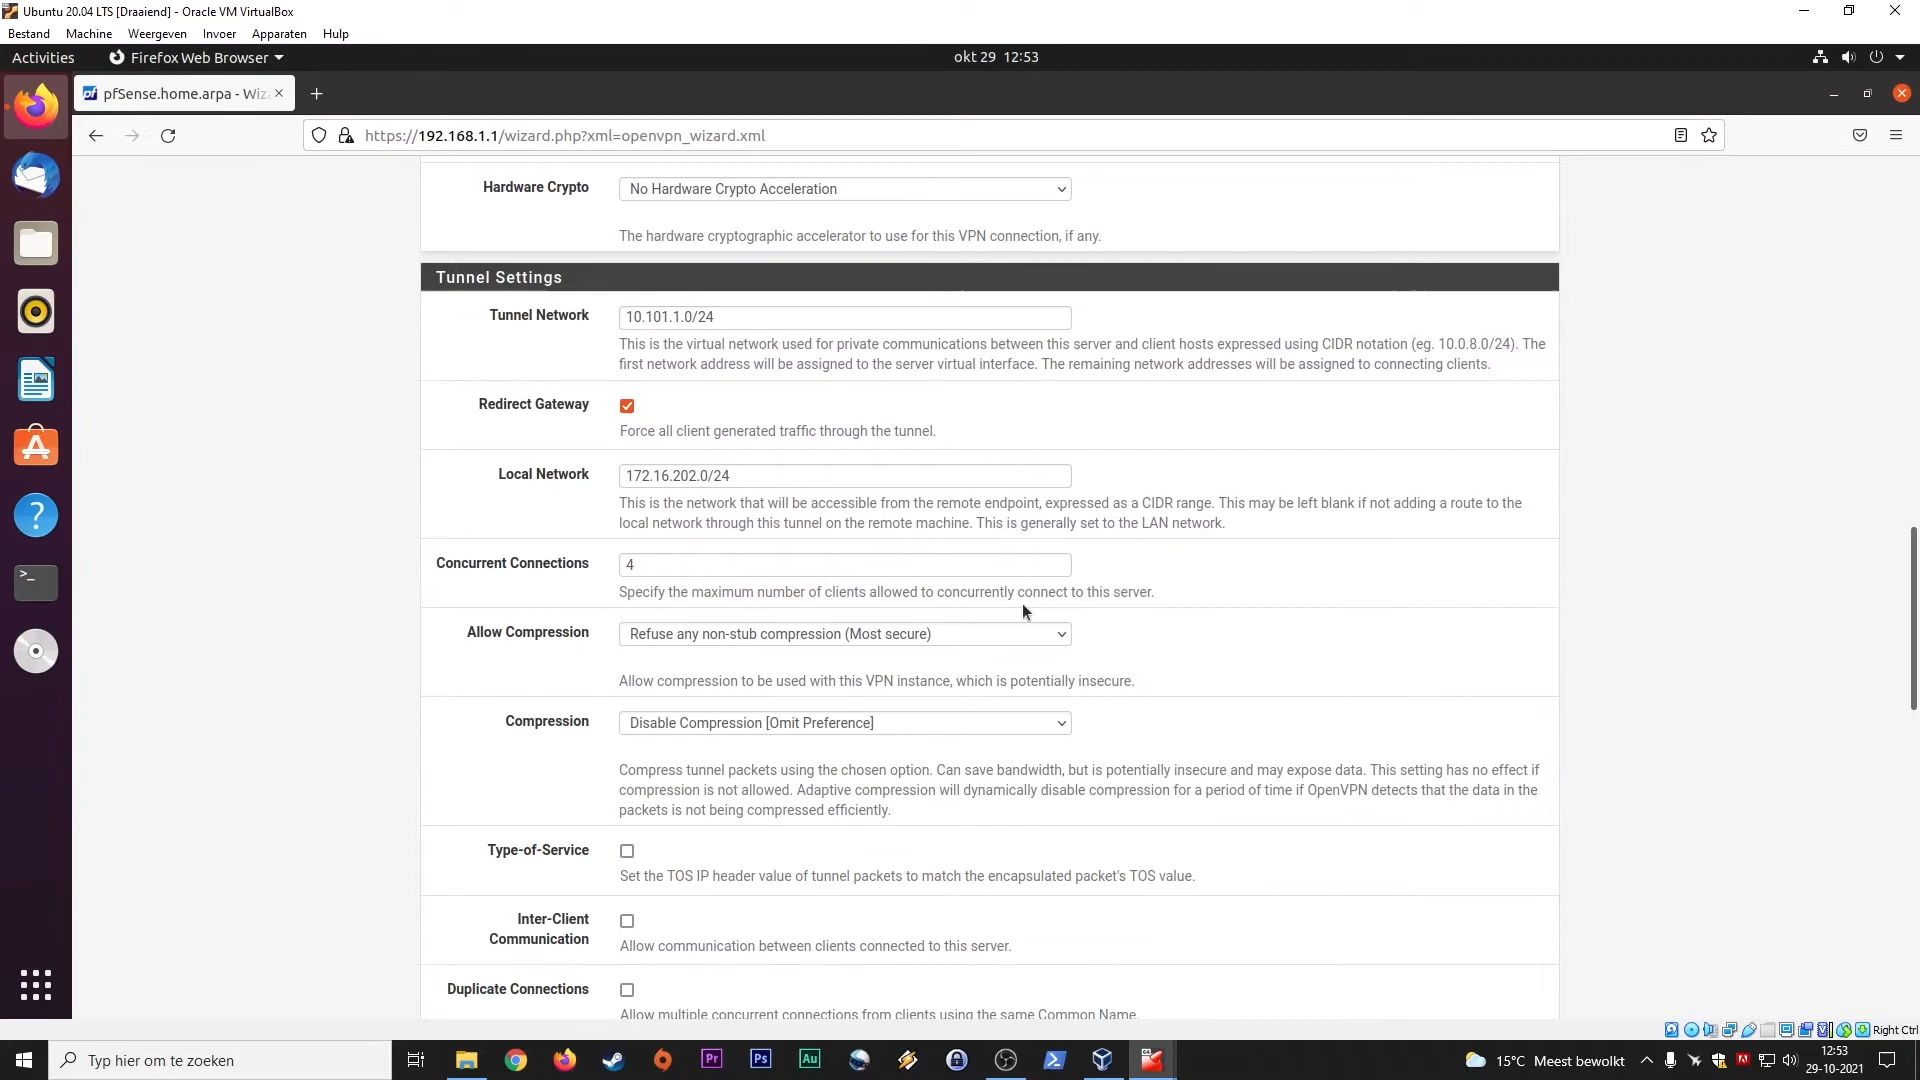 Ubuntu 20.04 LTS [Draaiend] - Oracle VM VirtualBox
Bestand Machine Weergeven Invoer Apparaten Hulp
Activities Firefox Web Browser okt 29 12:53
pfSense.home.arpa - Wiz
https://192.168.1.1/wizard.php?xml=openvpn_wizard.xml
Hardware Crypto No Hardware Crypto Acceleration
The hardware cryptographic accelerator to use for this VPN connection, if any.
Tunnel Settings
Tunnel Network 10.101.1.0/24
This is the virtual network used for private communications between this server and client hosts expressed using CIDR notation (eg. 10.0.8.0/24). The
first network address will be assigned to the server virtual interface. The remaining network addresses will be assigned to connecting clients.
Redirect Gateway
Force all client generated traffic through the tunnel.
Local Network 172.16.202.0/24
This is the network that will be accessible from the remote endpoint, expressed as a CIDR range. This may be left blank if not adding a route to the
local network through this tunnel on the remote machine. This is generally set to the LAN network.
Concurrent Connections 4
Specify the maximum number of clients allowed to concurrently connect to this server.
Allow Compression Refuse any non-stub compression (Most secure)
Allow compression to be used with this VPN instance, which is potentially insecure.
Compression Disable Compression [Omit Preference]
Compress tunnel packets using the chosen option. Can save bandwidth, but is potentially insecure and may expose data. This setting has no effect if
compression is not allowed. Adaptive compression will dynamically disable compression for a period of time if OpenVPN detects that the data in the
packets is not being compressed efficiently.
Type-of-Service
Set the TOS IP header value of tunnel packets to match the encapsulated packet's TOS value.
Inter-Client
Communication
Allow communication between clients connected to this server.
Duplicate Connections
Allow multiple concurrent connections from clients using the same Common Name.
Right Ctrl
Typ hier om te zoeken
Pr Ps Au
15°C Meest bewolkt
12:53
29-10-2021